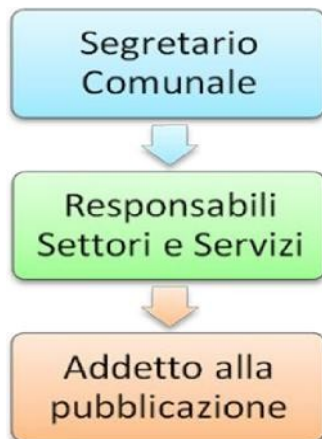 Segretario
Comunale
Responsabili
Settori e Servizi
Addetto alla
pubblicazione